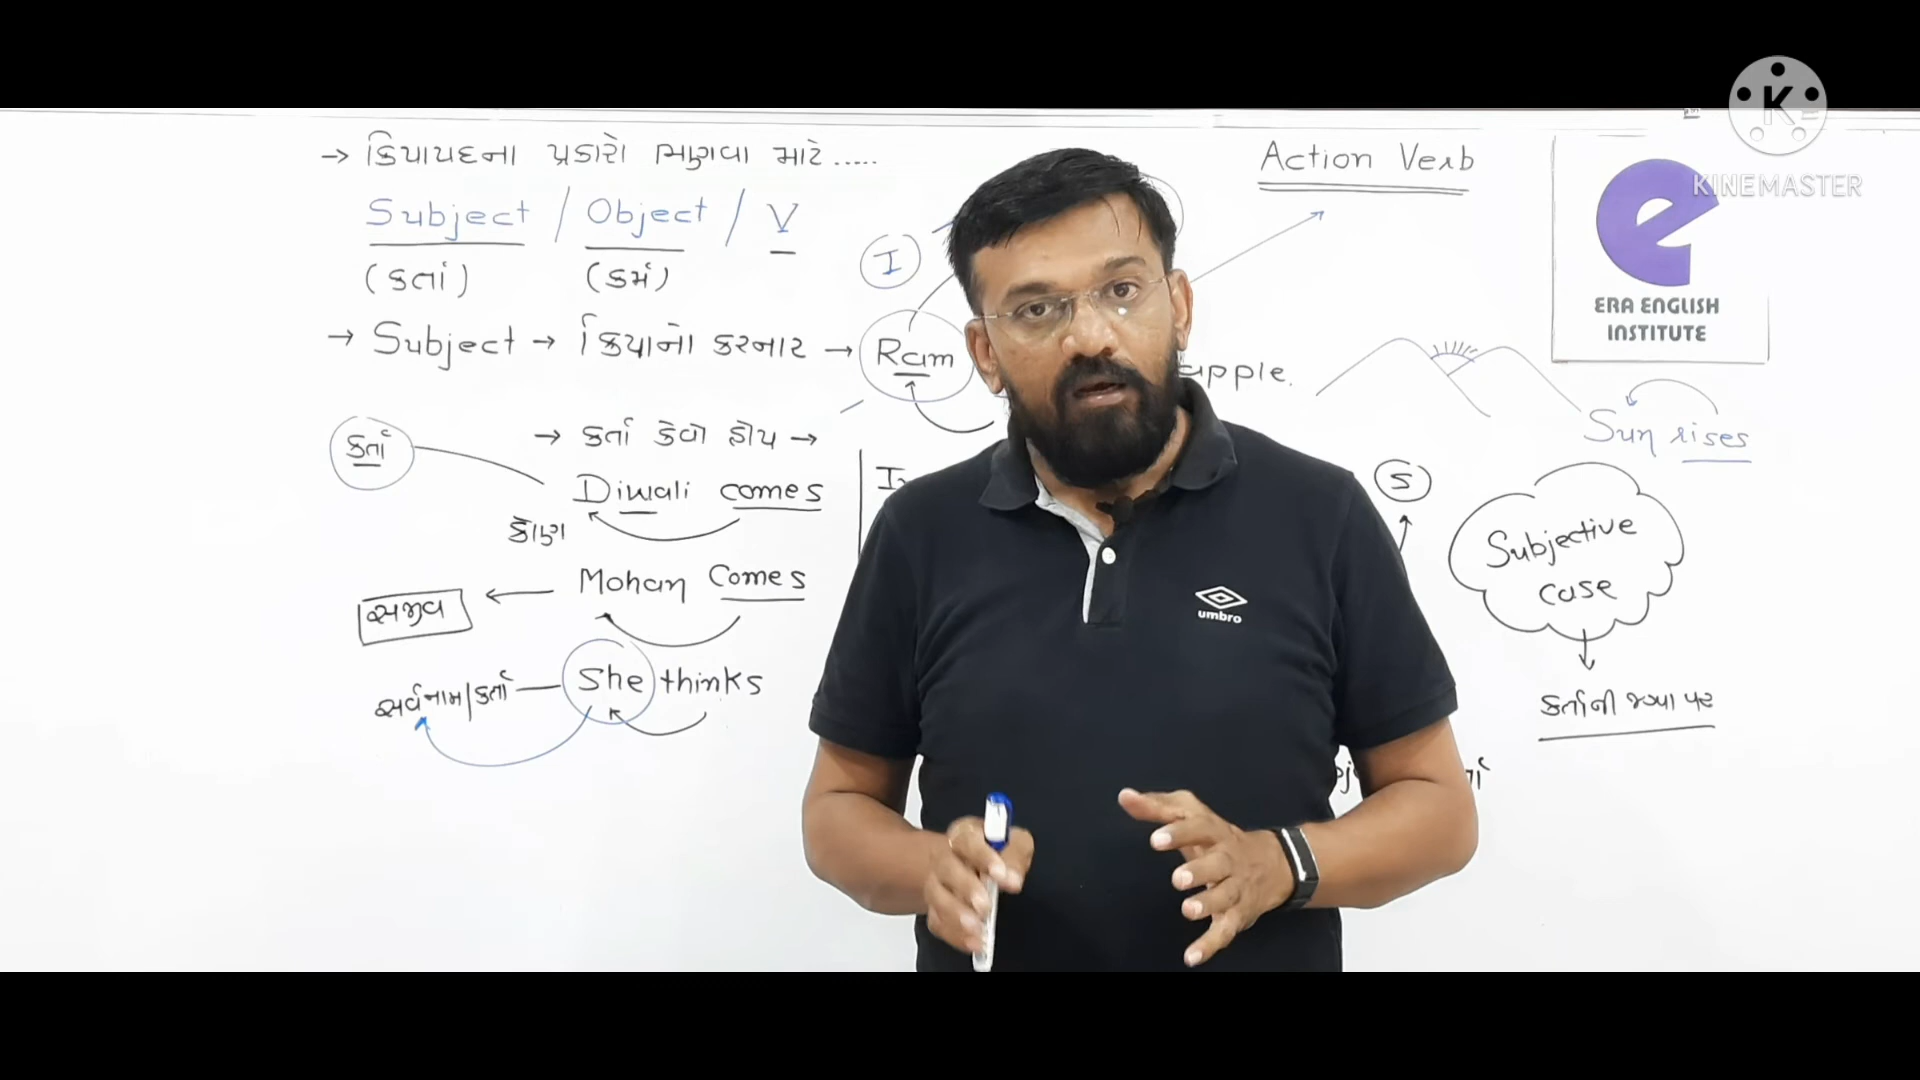 → ક્રિયાપદના પ્રકારો ભણવા માટે.....
Subject / Object / V
(કર્તા) (કર્મ)
→ Subject → ક્રિયાનો કરનાર → Ram
I
apple.
Action Verb
KINEMASTER
e
ERA ENGLISH
INSTITUTE
Sun rises
કર્તા
→ કર્તા કેવો હોય →
Diwali comes
કોણ
Mohan Comes
સજીવ
She thinks
સર્વનામ/કર્તા
S
Subjective
case
કર્તાની જગ્યા પર
umbro